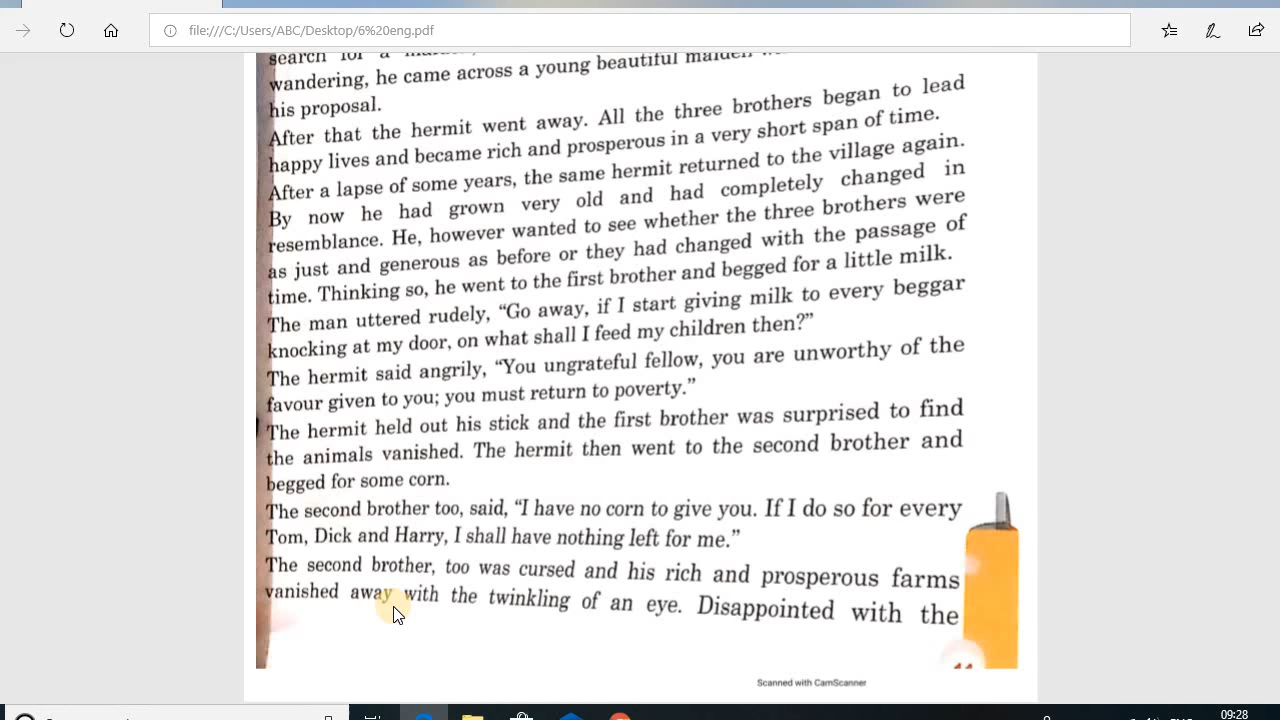 file:///C:/Users/ABC/Desktop/6%20eng.pdf
search for a
wandering, he came across a young beautiful maiden
his proposal.
After that the hermit went away. All the three brothers began to lead
happy lives and became rich and prosperous in a very short span of time.
After a lapse of some years, the same hermit returned to the village again.
By now he had grown very old and had completely changed in
resemblance. He, however wanted to see whether the three brothers were
as just and generous as before or they had changed with the passage of
time. Thinking so, he went to the first brother and begged for a little milk.
The man uttered rudely, “Go away, if I start giving milk to every beggar
knocking at my door, on what shall I feed my children then?”
The hermit said angrily, “You ungrateful fellow, you are unworthy of the
favour given to you; you must return to poverty.”
The hermit held out his stick and the first brother was surprised to find
the animals vanished. The hermit then went to the second brother and
begged for some corn.
The second brother too, said, “I have no corn to give you. If I do so for every
Tom, Dick and Harry, I shall have nothing left for me.”
The second brother, too was cursed and his rich and prosperous farms
vanished away with the twinkling of an eye. Disappointed with the
Scanned with CamScanner
09:28